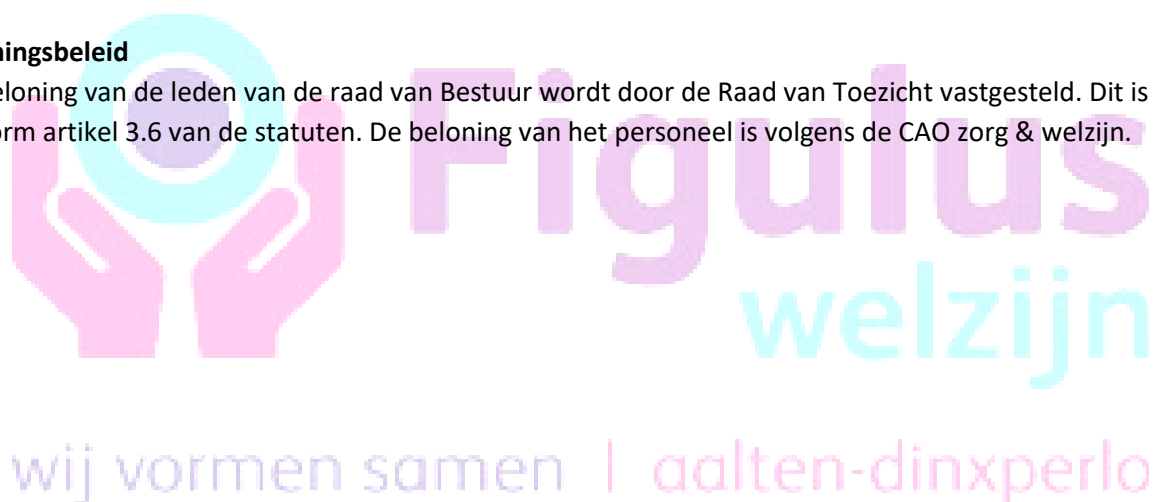 ningsbeleid
eloning van de leden van de raad van Bestuur wordt door de Raad van Toezicht vastgesteld. Dit is
orm artikel 3.6 van de statuten. De beloning van het personeel is volgens de CAO zorg & welzijn.
Figulus
welzijn
wij vormen samen | aalten-dinxperlo